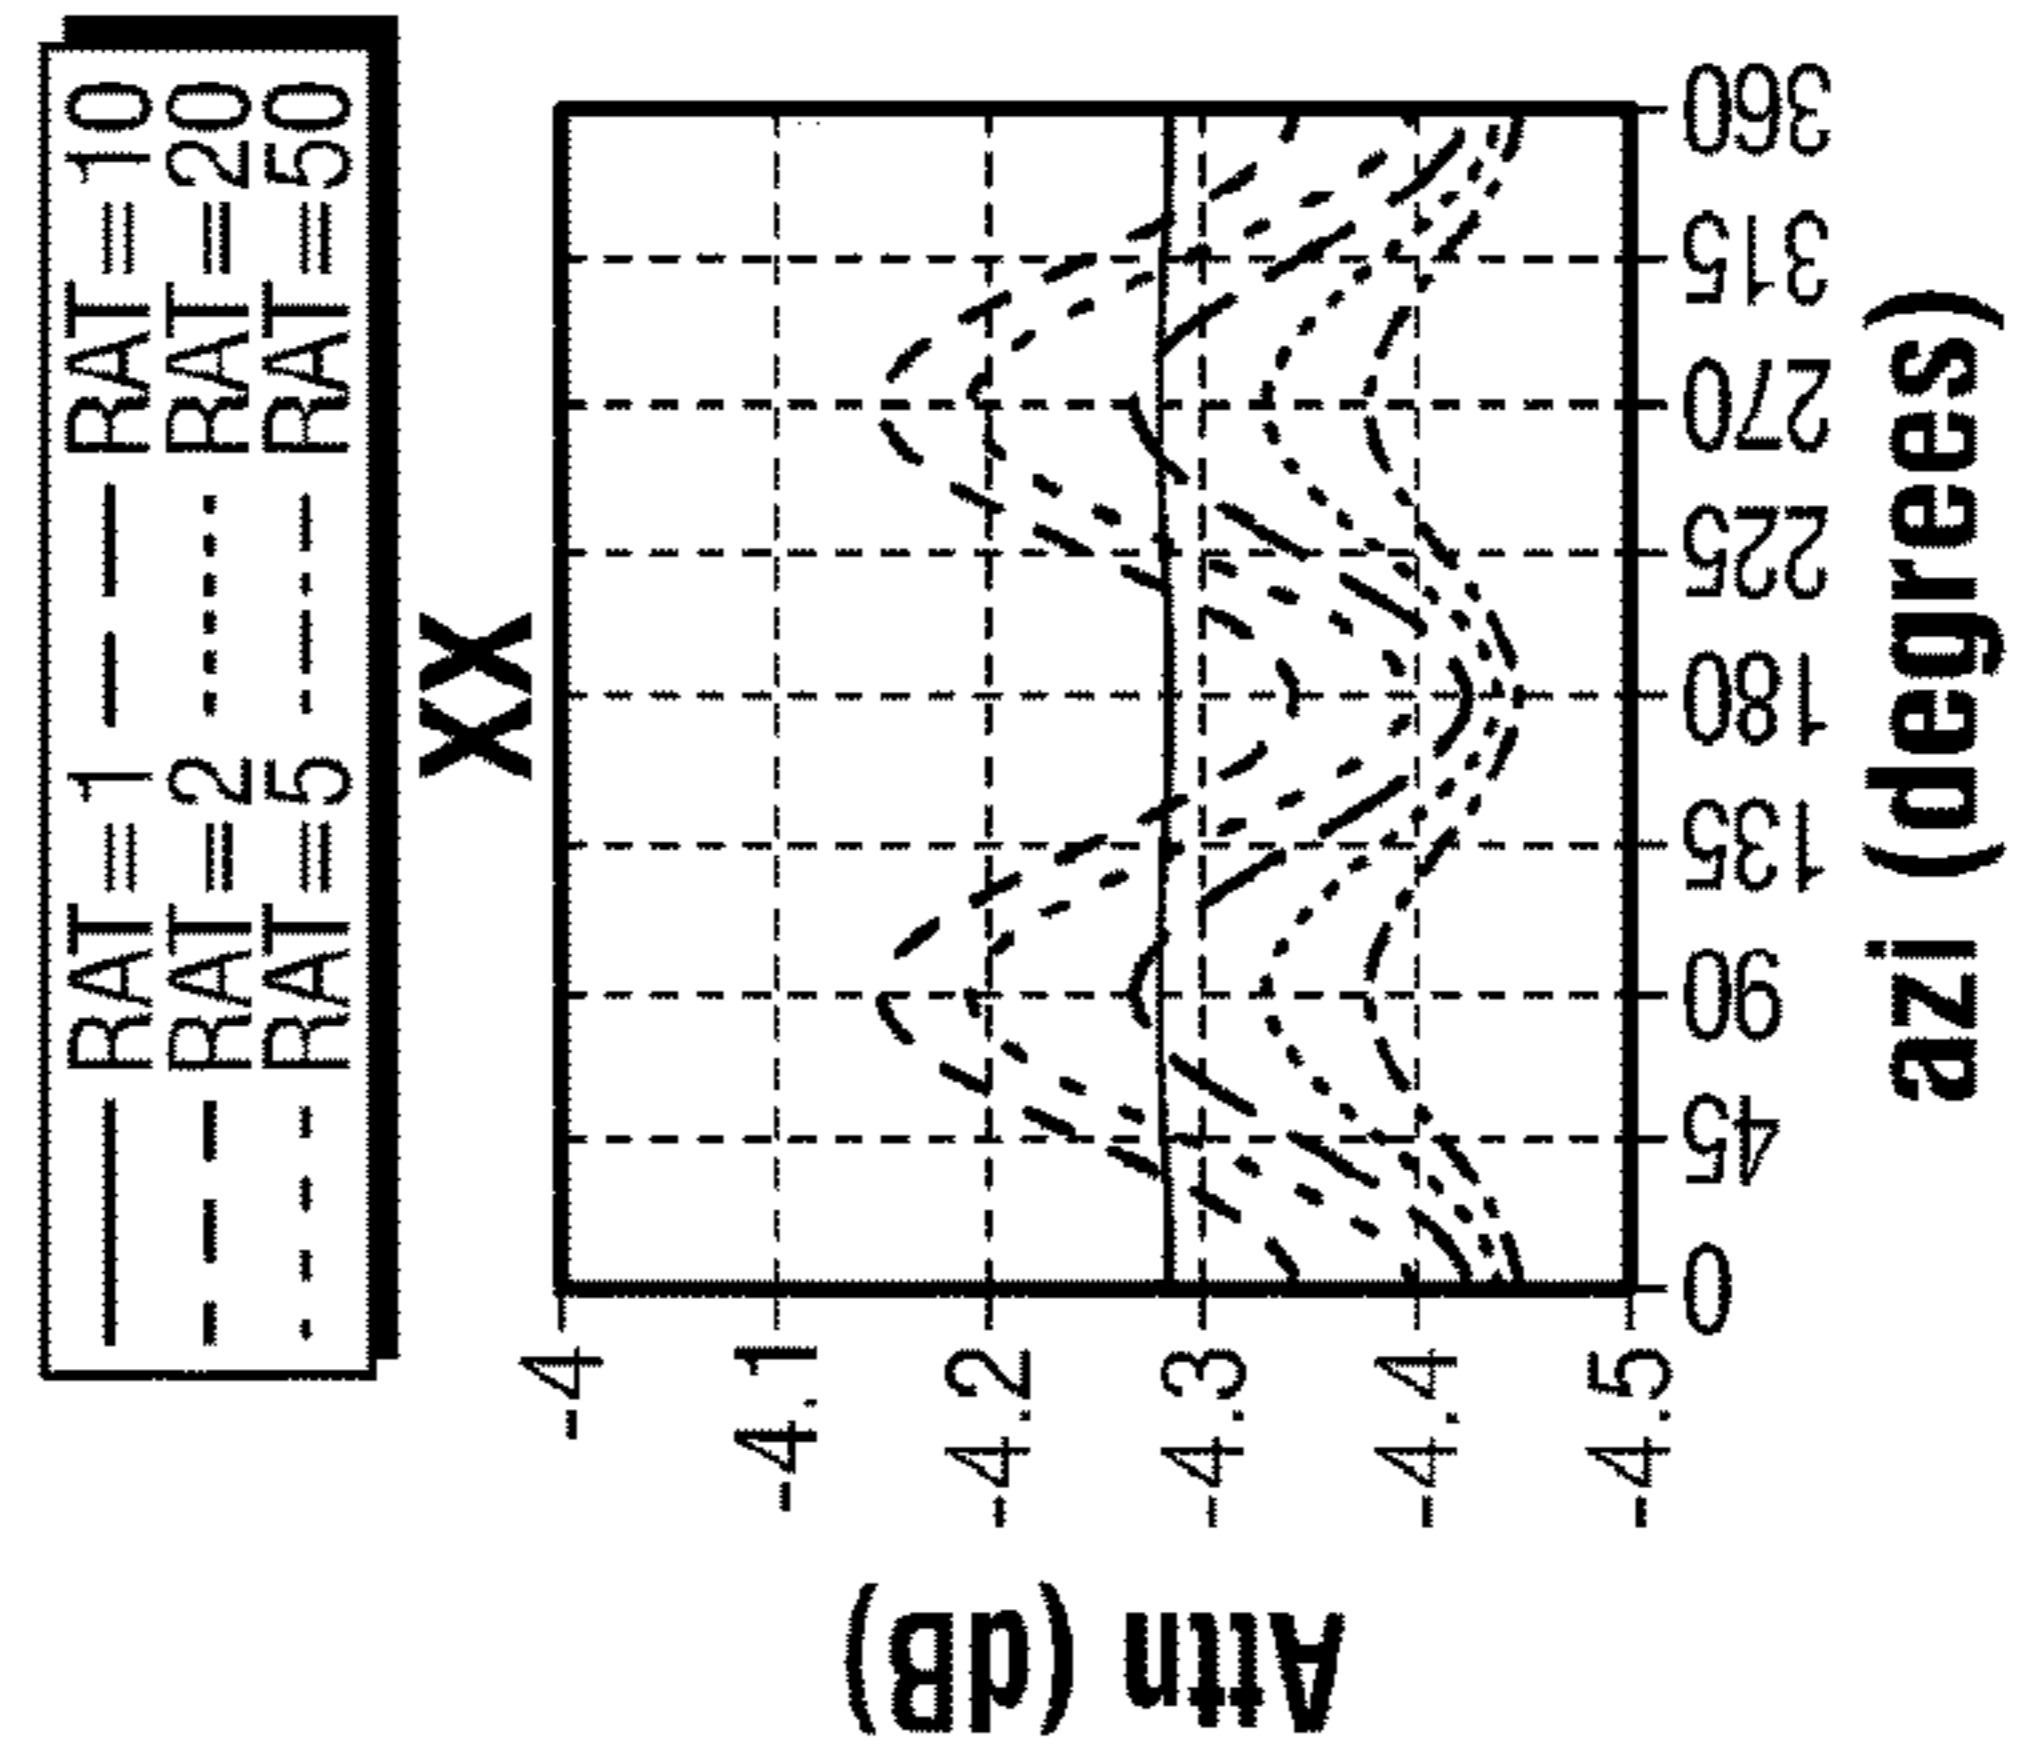 RAT=1 RAT=10
RAT=2 RAT=20
RAT=5 RAT=50
XX
Attn (dB)
-4
-4.1
-4.2
-4.3
-4.4
-4.5
0 45 90 135 180 225 270 315 360
azi (degrees)